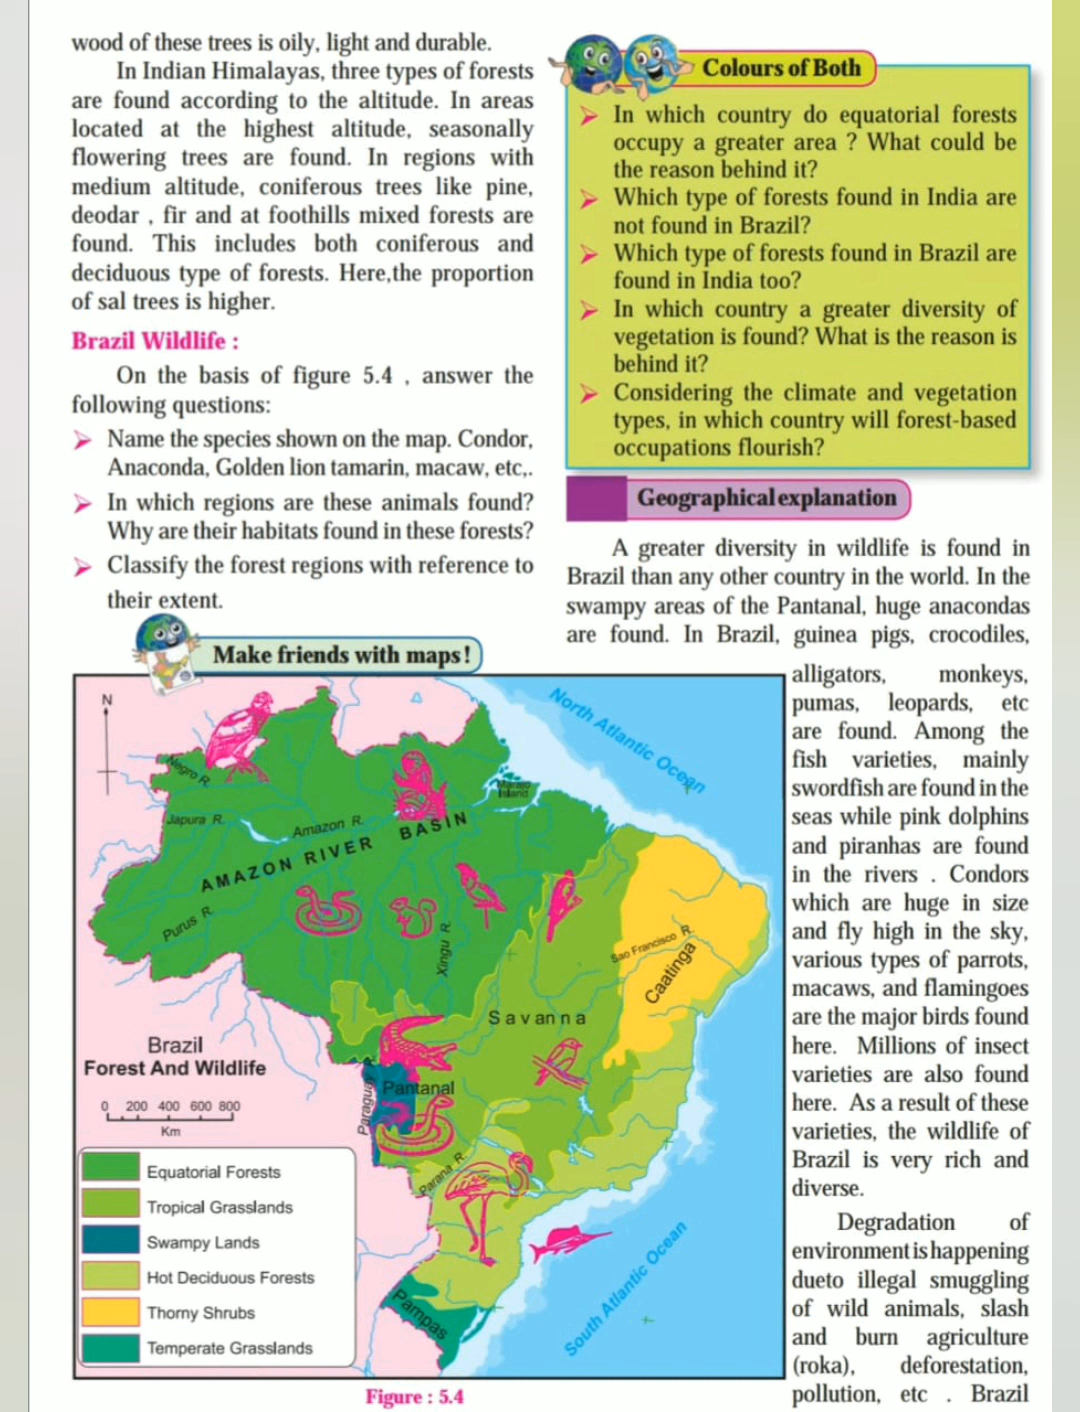 wood of these trees is oily, light and durable.
In Indian Himalayas, three types of forests
are found according to the altitude. In areas
located at the highest altitude, seasonally
flowering trees are found. In regions with
medium altitude, coniferous trees like pine,
deodar , fir and at foothills mixed forests are
found. This includes both coniferous and
deciduous type of forests. Here,the proportion
of sal trees is higher.
Brazil Wildlife :
On the basis of figure 5.4 , answer the
following questions:
➢ Name the species shown on the map. Condor,
Anaconda, Golden lion tamarin, macaw, etc,.
➢ In which regions are these animals found?
Why are their habitats found in these forests?
➢ Classify the forest regions with reference to
their extent.
Colours of Both
➢ In which country do equatorial forests
occupy a greater area ? What could be
the reason behind it?
➢ Which type of forests found in India are
not found in Brazil?
➢ Which type of forests found in Brazil are
found in India too?
➢ In which country a greater diversity of
vegetation is found? What is the reason is
behind it?
➢ Considering the climate and vegetation
types, in which country will forest-based
occupations flourish?
Geographical explanation
A greater diversity in wildlife is found in
Brazil than any other country in the world. In the
swampy areas of the Pantanal, huge anacondas
are found. In Brazil, guinea pigs, crocodiles,
alligators, monkeys,
pumas, leopards, etc
are found. Among the
fish varieties, mainly
swordfish are found in the
seas while pink dolphins
and piranhas are found
in the rivers . Condors
which are huge in size
and fly high in the sky,
various types of parrots,
macaws, and flamingoes
are the major birds found
here. Millions of insect
varieties are also found
here. As a result of these
varieties, the wildlife of
Brazil is very rich and
diverse.
Degradation of
environment is happening
dueto illegal smuggling
of wild animals, slash
and burn agriculture
(roka), deforestation,
pollution, etc . Brazil
Make friends with maps!
N
North Atlantic Ocean
Negro R.
Marajo
Island
Japura R.
Amazon R.
AMAZON RIVER BASIN
Purus R.
Xingu R.
Sao Francisco R.
Caatinga
Savanna
Brazil
Forest And Wildlife
Pantanal
Paraguay
0 200 400 600 800
Km
Parana R.
Equatorial Forests
Tropical Grasslands
Swampy Lands
Hot Deciduous Forests
Thorny Shrubs
Temperate Grasslands
Pampas
South Atlantic Ocean
Figure : 5.4